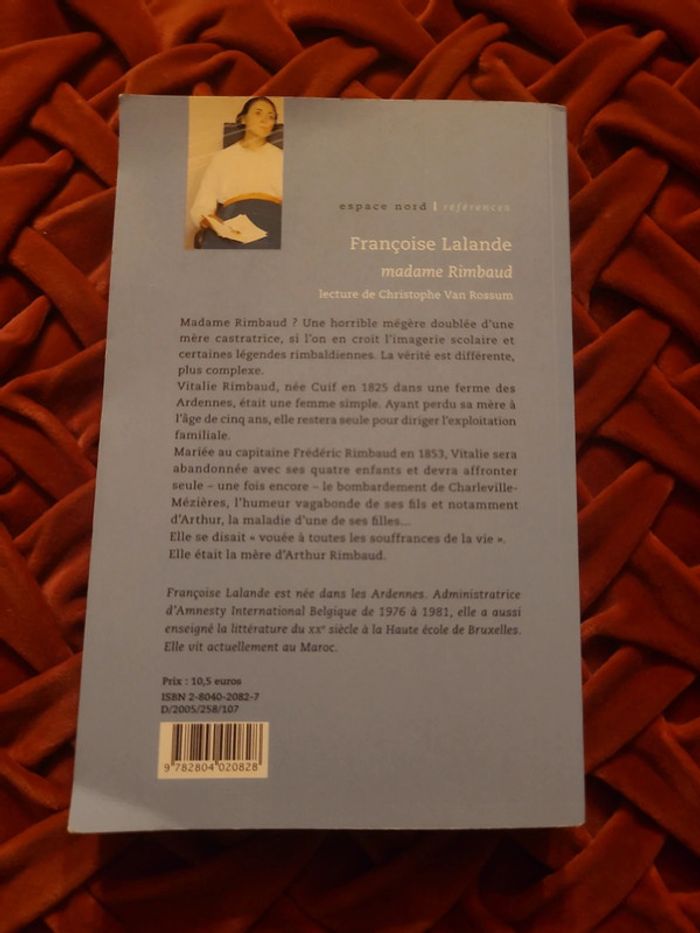 espace nord | références
Françoise Lalande
madame Rimbaud
lecture de Christophe Van Rossum
Madame Rimbaud ? Une horrible mégère doublée d'une
mère castratrice, si l'on en croit l'imagerie scolaire et
certaines légendes rimbaldiennes. La vérité est différente,
plus complexe.
Vitalie Rimbaud, née Cuif en 1825 dans une ferme des
Ardennes, était une femme simple. Ayant perdu sa mère à
l'âge de cinq ans, elle restera seule pour diriger l'exploitation
familiale.
Mariée au capitaine Frédéric Rimbaud en 1853, Vitalie sera
abandonnée avec ses quatre enfants et devra affronter
seule – une fois encore – le bombardement de Charleville-
Mézières, l'humeur vagabonde de ses fils et notamment
d'Arthur, la maladie d'une de ses filles...
Elle se disait « vouée à toutes les souffrances de la vie ».
Elle était la mère d'Arthur Rimbaud.
Françoise Lalande est née dans les Ardennes. Administratrice
d'Amnesty International Belgique de 1976 à 1981, elle a aussi
enseigné la littérature du XXe siècle à la Haute école de Bruxelles.
Elle vit actuellement au Maroc.
Prix : 10,5 euros
ISBN 2-8040-2082-7
D/2005/258/107
9 782804 020828